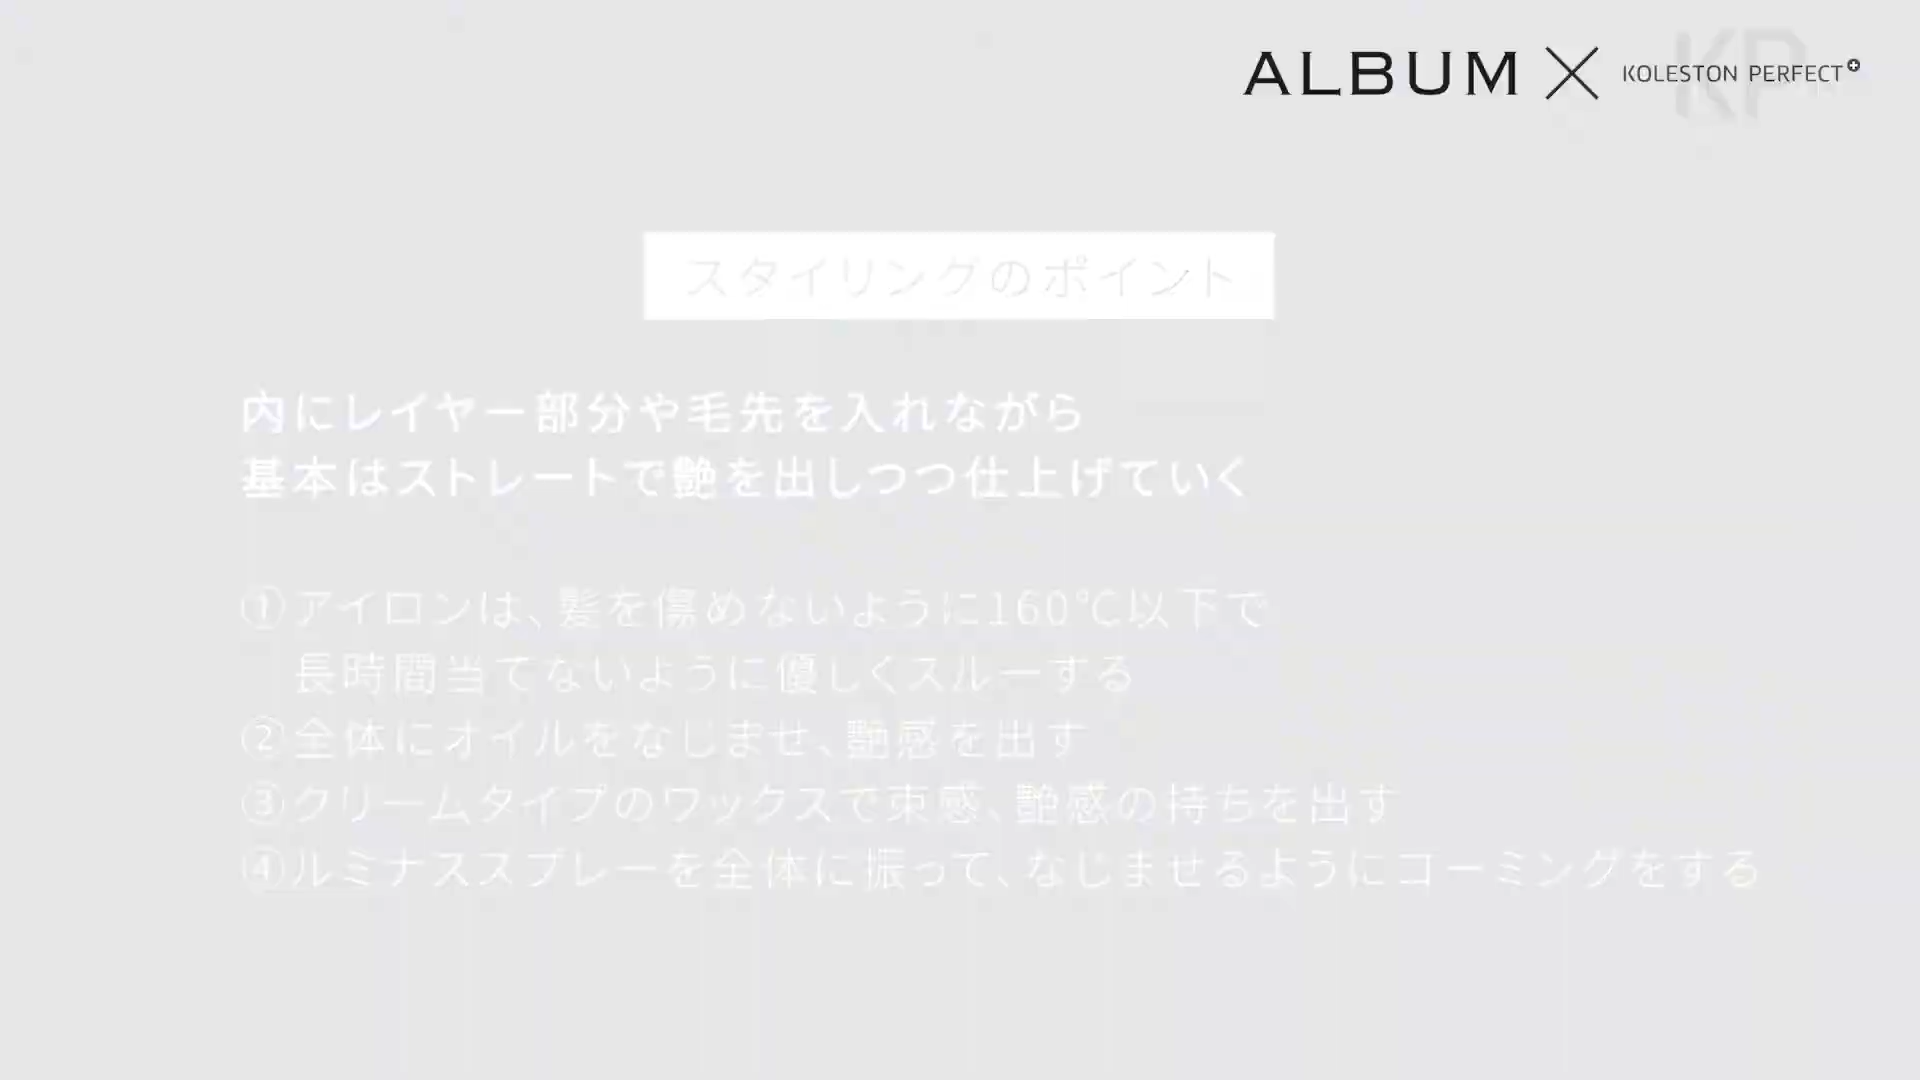 ALBUM × KOLESTON PERFECT
KP
スタイリングのポイント
内にレイヤー部分や毛先を入れながら
基本はストレートで艶を出しつつ仕上げていく
①アイロンは、髪を傷めないように160℃以下で
長時間当てないように優しくスルーする
②全体にオイルをなじませ、艶感を出す
③クリームタイプのワックスで束感、艶感の持ちを出す
④ルミナススプレーを全体に振って、なじませるようにコーミングをする